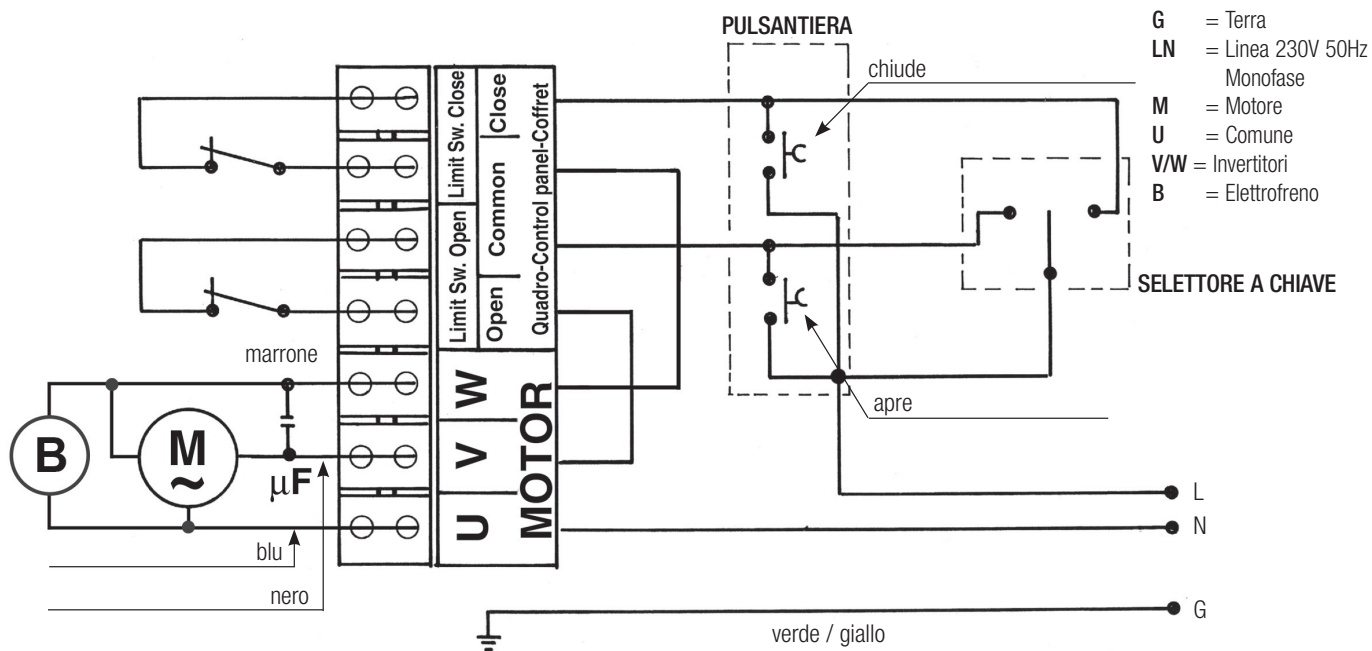 PULSANTIERA
chiude
G = Terra
LN = Linea 230V 50Hz
Monofase
M = Motore
U = Comune
V/W = Invertitori
B = Elettrofreno
Limit Sw. Close
Limit Sw. Open
Close
Common
Open
Quadro-Control panel-Coffret
SELETTORE A CHIAVE
marrone
W
V
U
MOTOR
apre
B
M
~
μF
L
N
blu
nero
G
verde / giallo